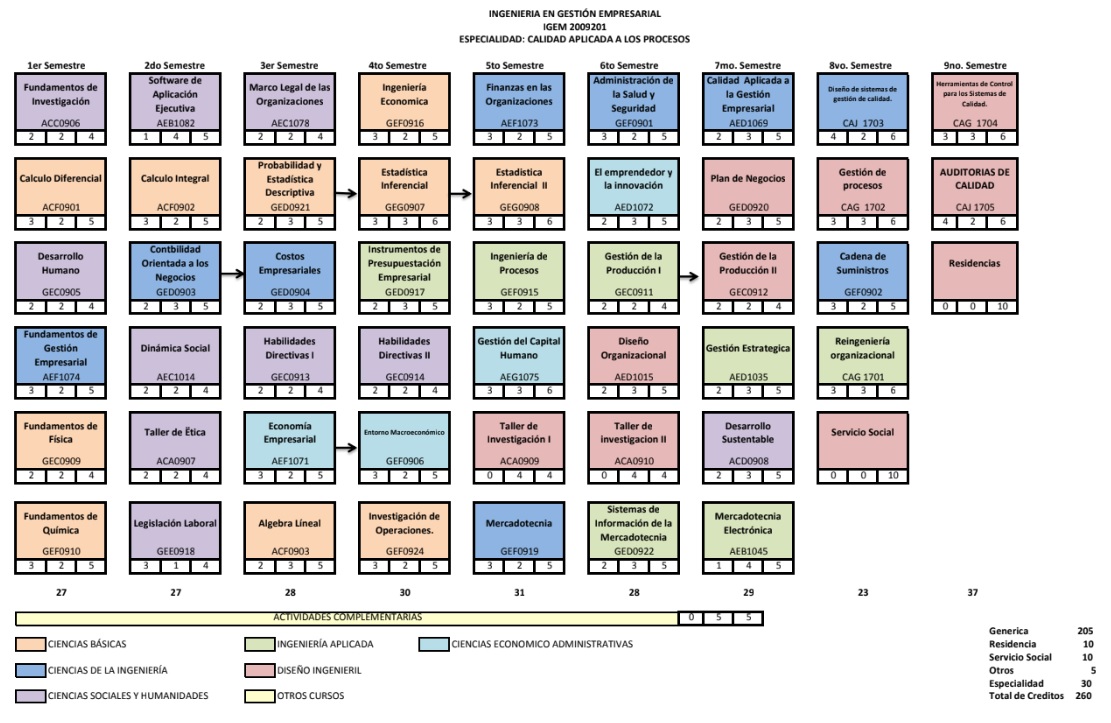 INGENIERIA EN GESTIÓN EMPRESARIAL
IGEM 2009201
ESPECIALIDAD: CALIDAD APLICADA A LOS PROCESOS
1er Semestre 2do Semestre 3er Semestre 4to Semestre 5to Semestre 6to Semestre 7mo. Semestre 8vo. Semestre 9no. Semestre
Fundamentos de
Investigación
ACC0906
2 2 4
Software de
Aplicación
Ejecutiva
AEB1082
1 4 5
Marco Legal de las
Organizaciones
AEC1078
2 2 4
Ingeniería
Economica
GEF0916
3 2 5
Finanzas en las
Organizaciones
AEF1073
3 2 5
Administración de
la Salud y
Seguridad
GEF0901
3 2 5
Calidad Aplicada a
la Gestión
Empresarial
AED1069
2 3 5
Diseño de sistemas de
gestión de calidad.
CAJ 1703
4 2 6
Herramientas de Control
para los Sistemas de
Calidad.
CAG 1704
3 3 6
Calculo Diferencial
ACF0901
3 2 5
Calculo Integral
ACF0902
3 2 5
Probabilidad y
Estadística
Descriptiva
GED0921
2 3 5
Estadística
Inferencial
GEG0907
3 3 6
Estadistica
Inferencial II
GEG0908
3 3 6
El emprendedor y
la innovación
AED1072
2 3 5
Plan de Negocios
GED0920
2 3 5
Gestión de
procesos
CAG 1702
3 3 6
AUDITORIAS DE
CALIDAD
CAJ 1705
4 2 6
Desarrollo
Humano
GEC0905
2 2 4
Contbilidad
Orientada a los
Negocios
GED0903
2 3 5
Costos
Empresariales
GED0904
2 3 5
Instrumentos de
Presupuestación
Empresarial
GED0917
2 3 5
Ingeniería de
Procesos
GEF0915
3 2 5
Gestión de la
Producción I
GEC0911
2 2 4
Gestión de la
Producción II
GEC0912
2 2 4
Cadena de
Suministros
GEF0902
3 2 5
Residencias
0 0 10
Fundamentos de
Gestión
Empresarial
AEF1074
3 2 5
Dinámica Social
AEC1014
2 2 4
Habilidades
Directivas I
GEC0913
2 2 4
Habilidades
Directivas II
GEC0914
2 2 4
Gestión del Capital
Humano
AEG1075
3 3 6
Diseño
Organizacional
AED1015
2 3 5
Gestión Estrategica
AED1035
2 3 5
Reingeniería
organizacional
CAG 1701
3 3 6
Fundamentos de
Física
GEC0909
2 2 4
Taller de Ëtica
ACA0907
2 2 4
Economía
Empresarial
AEF1071
3 2 5
Entorno Macroeconómico
GEF0906
3 2 5
Taller de
Investigación I
ACA0909
0 4 4
Taller de
investigacion II
ACA0910
0 4 4
Desarrollo
Sustentable
ACD0908
2 3 5
Servicio Social
0 0 10
Fundamentos de
Química
GEF0910
3 2 5
Legislación Laboral
GEE0918
3 1 4
Algebra Líneal
ACF0903
2 3 5
Investigación de
Operaciones.
GEF0924
3 2 5
Mercadotecnia
GEF0919
3 2 5
Sistemas de
Información de la
Mercadotecnia
GED0922
2 3 5
Mercadotecnia
Electrónica
AEB1045
1 4 5
27 27 28 30 31 28 29 23 37
ACTIVIDADES COMPLEMENTARIAS 0 5 5
CIENCIAS BÁSICAS
INGENIERÍA APLICADA
CIENCIAS ECONOMICO ADMINISTRATIVAS
CIENCIAS DE LA INGENIERÍA
DISEÑO INGENIERIL
CIENCIAS SOCIALES Y HUMANIDADES
OTROS CURSOS
Generica 205
Residencia 10
Servicio Social 10
Otros 5
Especialidad 30
Total de Creditos 260